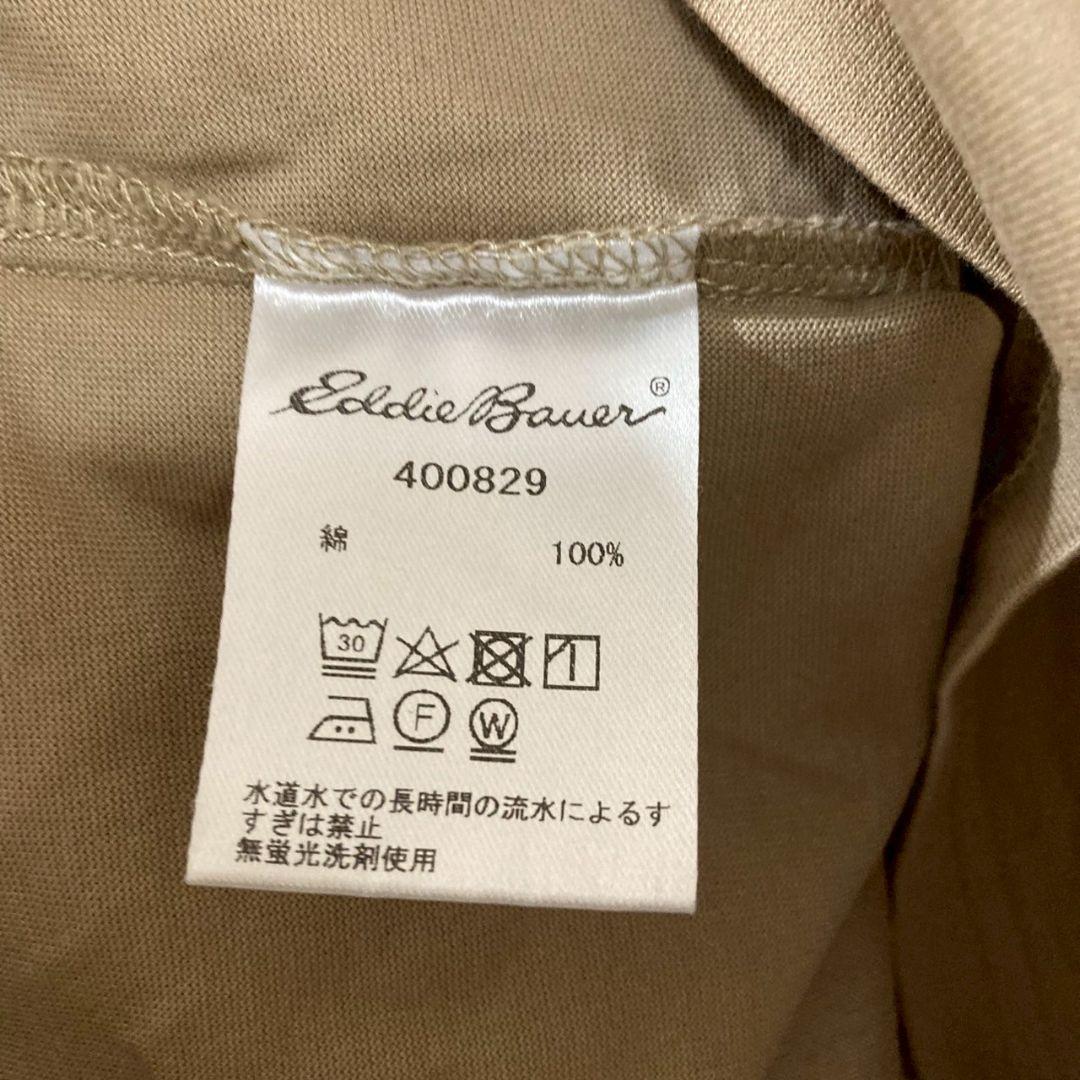 Eddie Bauer®
400829
綿 100%
30
F W
水道水での長時間の流水によるす
すぎは禁止
無蛍光洗剤使用